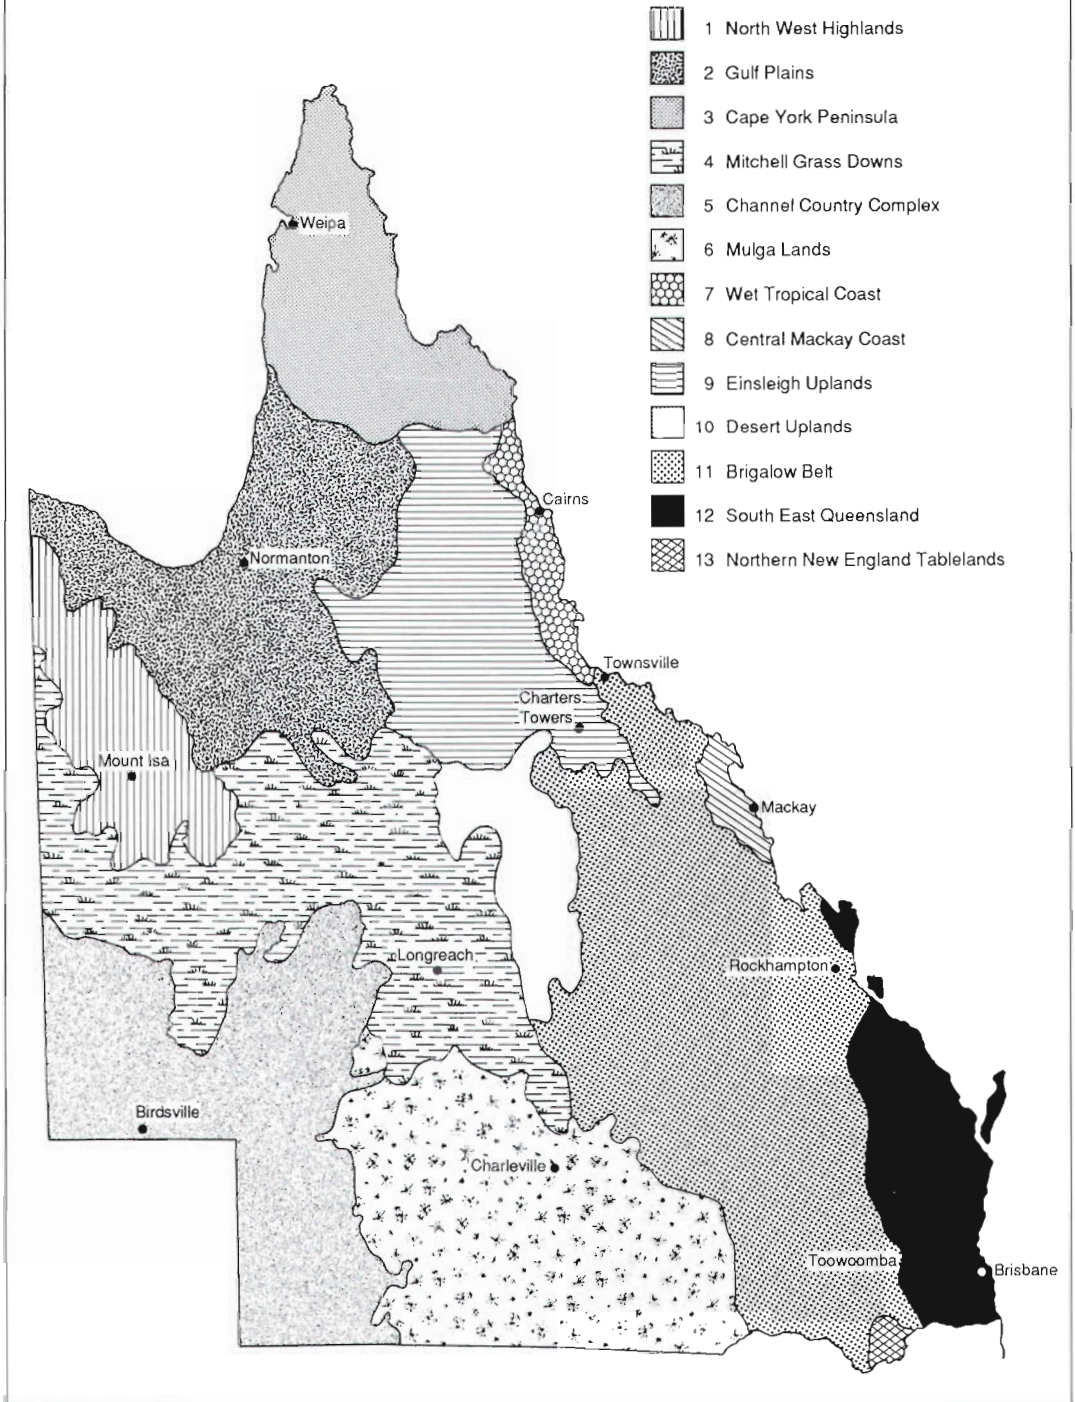 1 North West Highlands
2 Gulf Plains
3 Cape York Peninsula
4 Mitchell Grass Downs
5 Channel Country Complex
6 Mulga Lands
7 Wet Tropical Coast
8 Central Mackay Coast
9 Einsleigh Uplands
10 Desert Uplands
11 Brigalow Belt
12 South East Queensland
13 Northern New England Tablelands
Weipa
Cairns
Normanton
Townsville
Charters
Towers
Mount Isa
Mackay
Longreach
Rockhampton
Birdsville
Charleville
Toowoomba
Brisbane